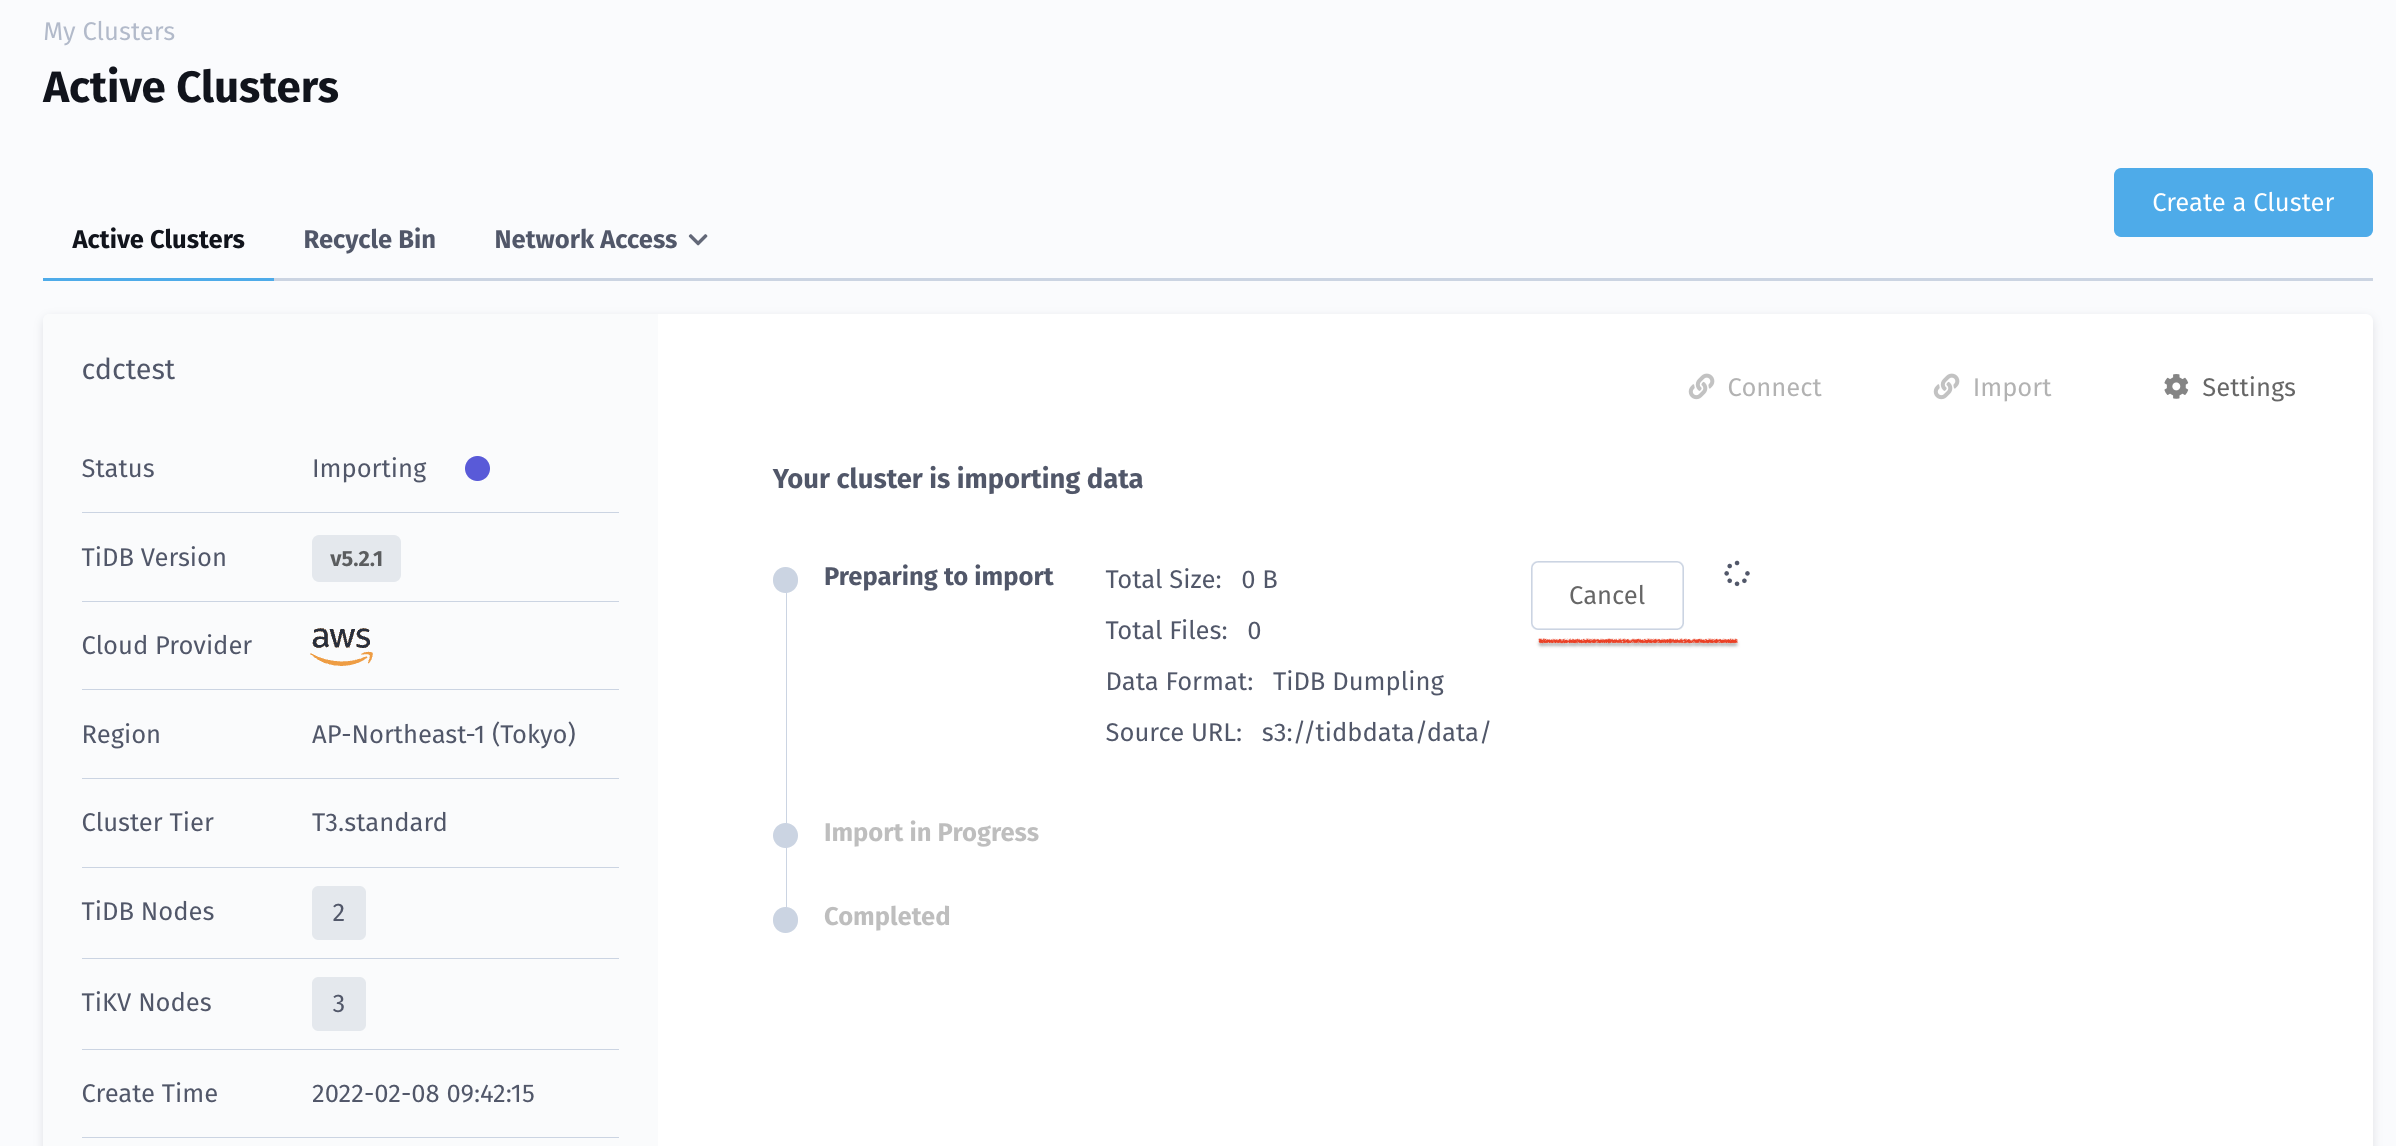 My Clusters
Active Clusters
Create a Cluster
Active Clusters Recycle Bin Network Access
cdctest
Connect Import Settings
Status Importing
Your cluster is importing data
TiDB Version v5.2.1
Preparing to import Total Size: 0 B Cancel
Total Files: 0
Cloud Provider aws
Data Format: TiDB Dumpling
Region AP-Northeast-1 (Tokyo)
Source URL: s3://tidbdata/data/
Cluster Tier T3.standard
Import in Progress
TiDB Nodes 2
Completed
TiKV Nodes 3
Create Time 2022-02-08 09:42:15